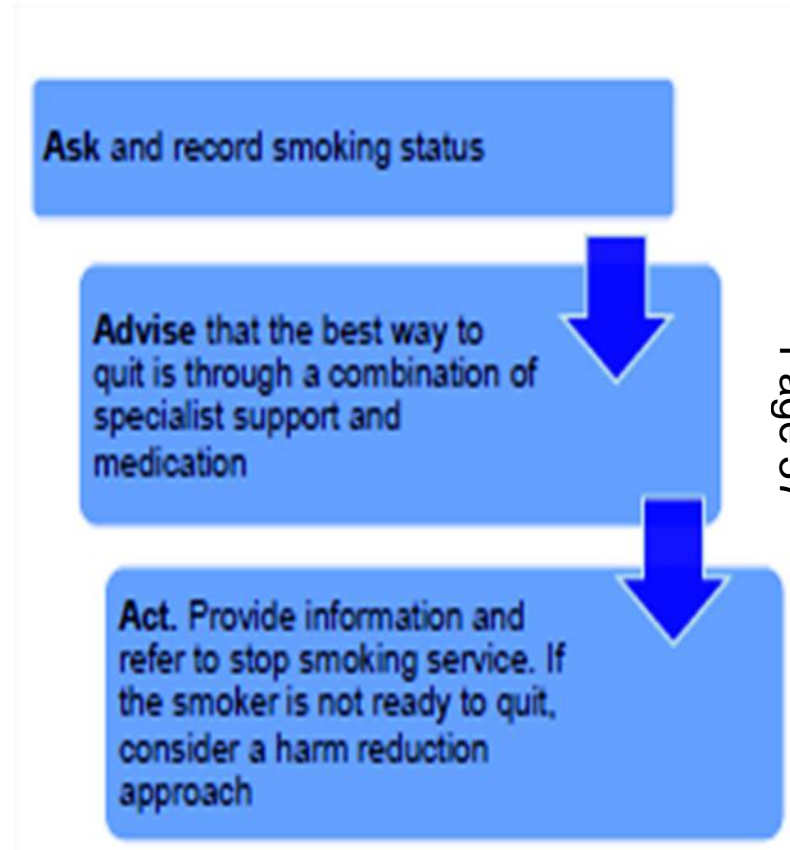 Ask and record smoking status
Advise that the best way to
quit is through a combination of
specialist support and
medication
Act. Provide information and
refer to stop smoking service. If
the smoker is not ready to quit,
consider a harm reduction
approach